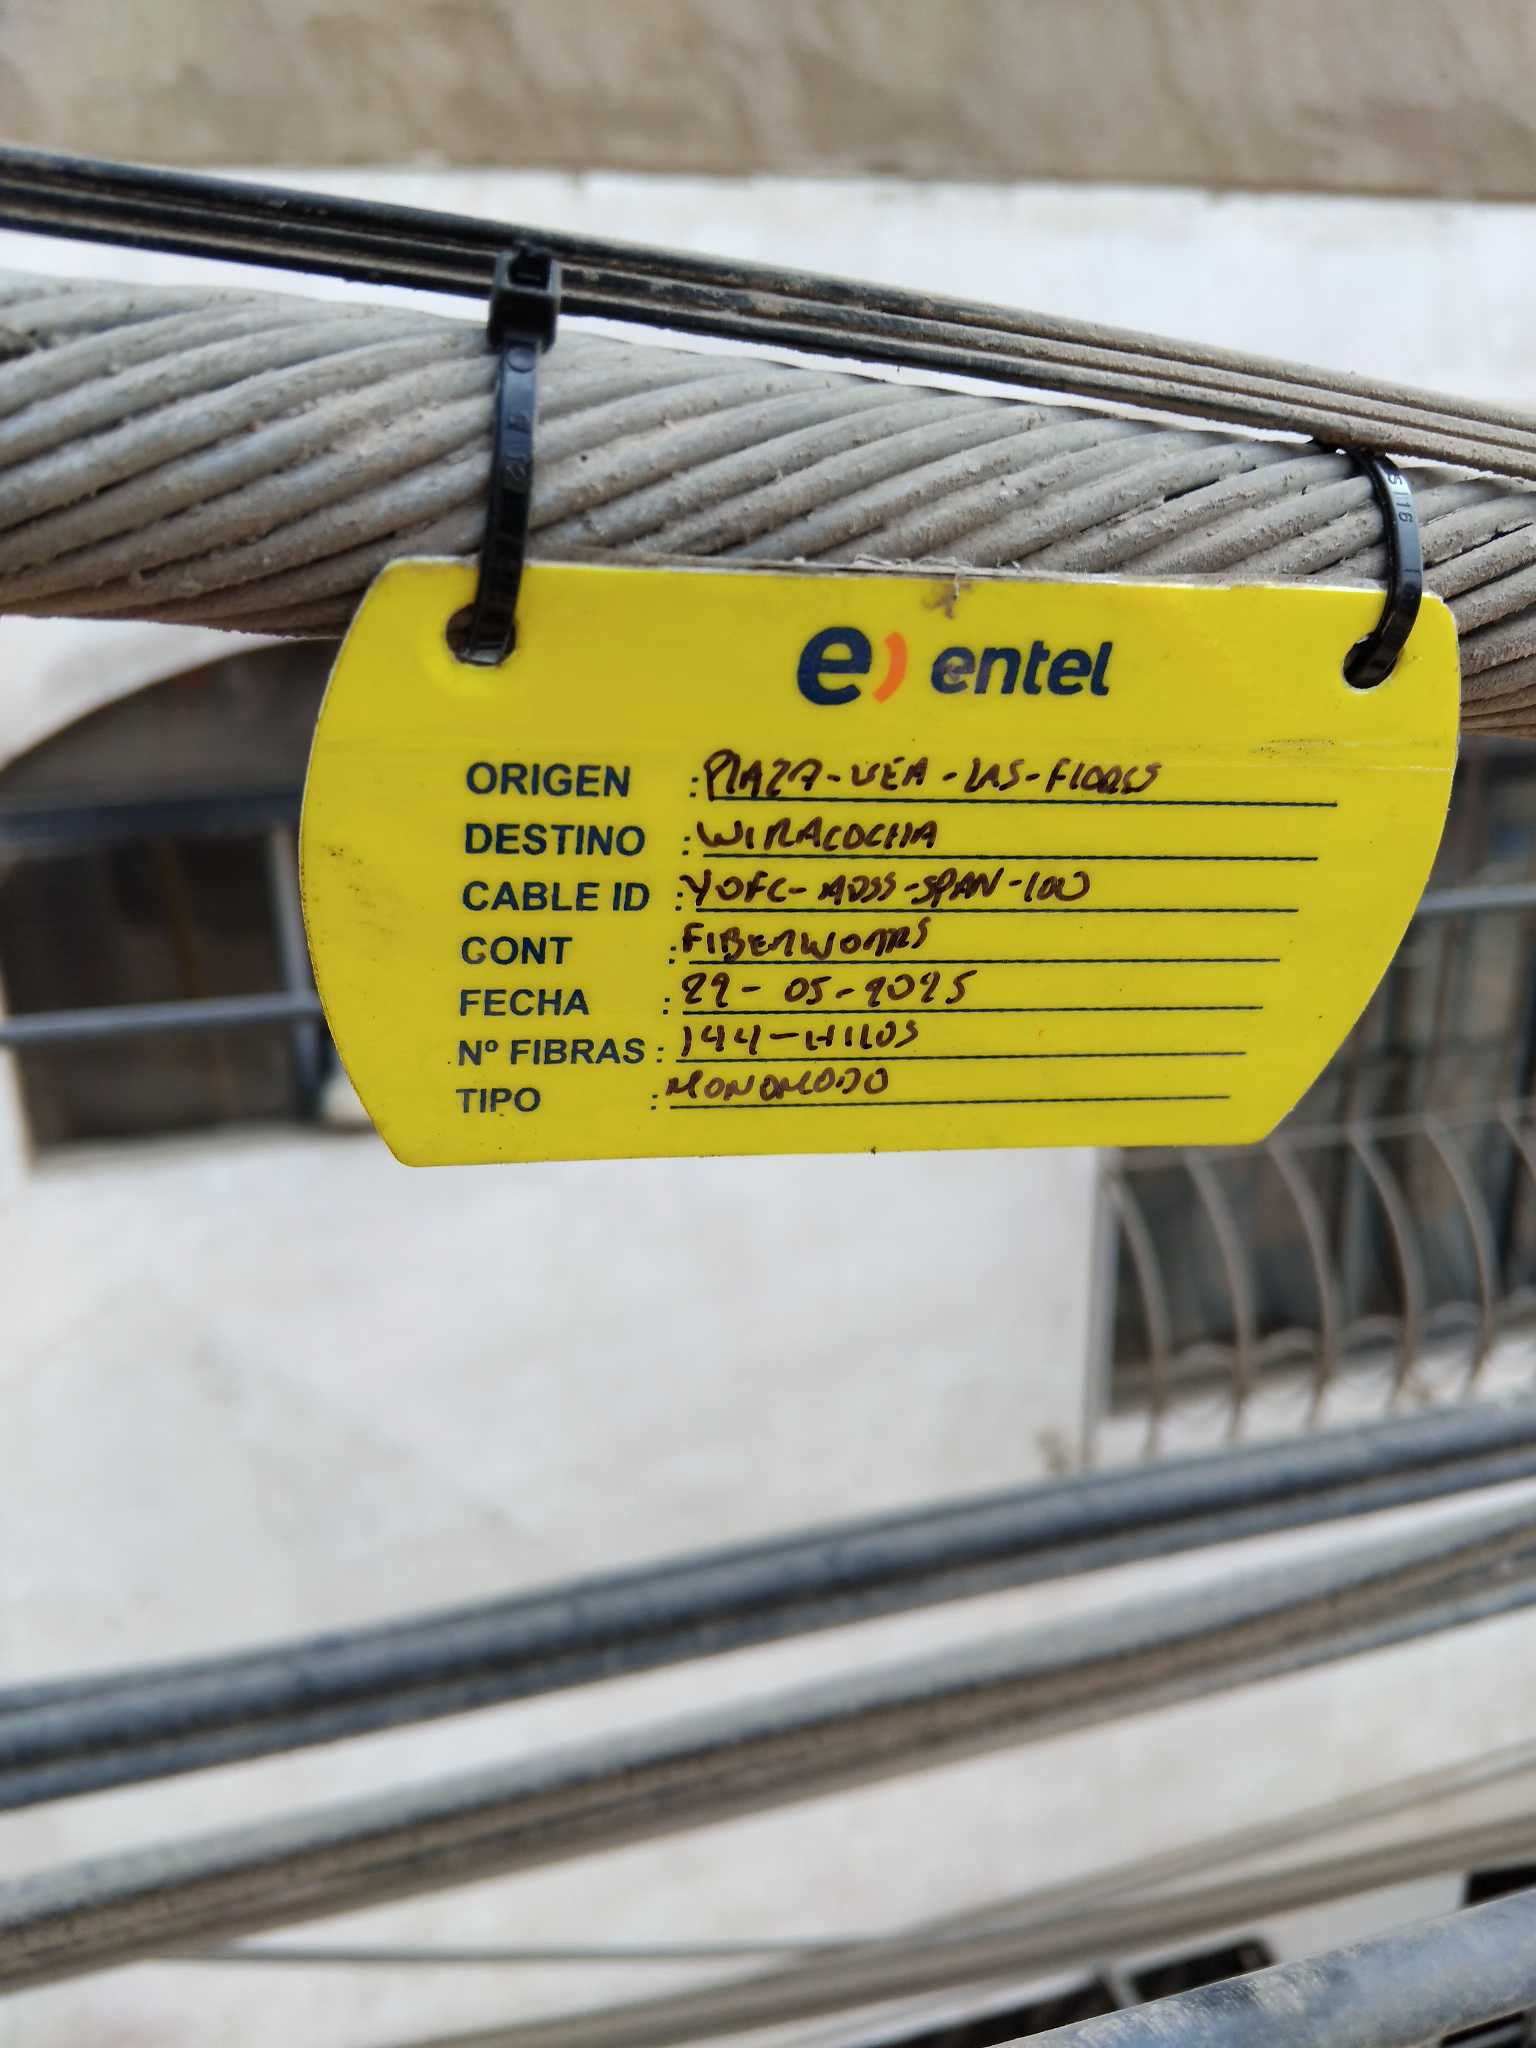 e) entel
ORIGEN : PLAZA-VEA-LAS-FLORES
DESTINO : WIRACOCHA
CABLE ID : YOFC-ADSS-SPAN-100
CONT : FIBERWORKS
FECHA : 22-05-2025
Nº FIBRAS : 144-HILOS
TIPO : MONOMODO